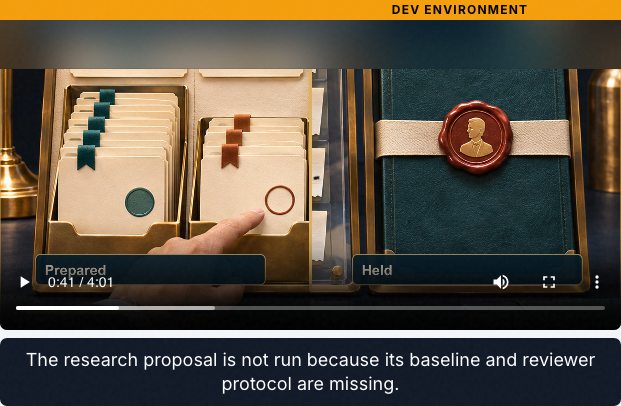 DEV ENVIRONMENT
Prepared
Held
0:41 / 4:01
The research proposal is not run because its baseline and reviewer
protocol are missing.